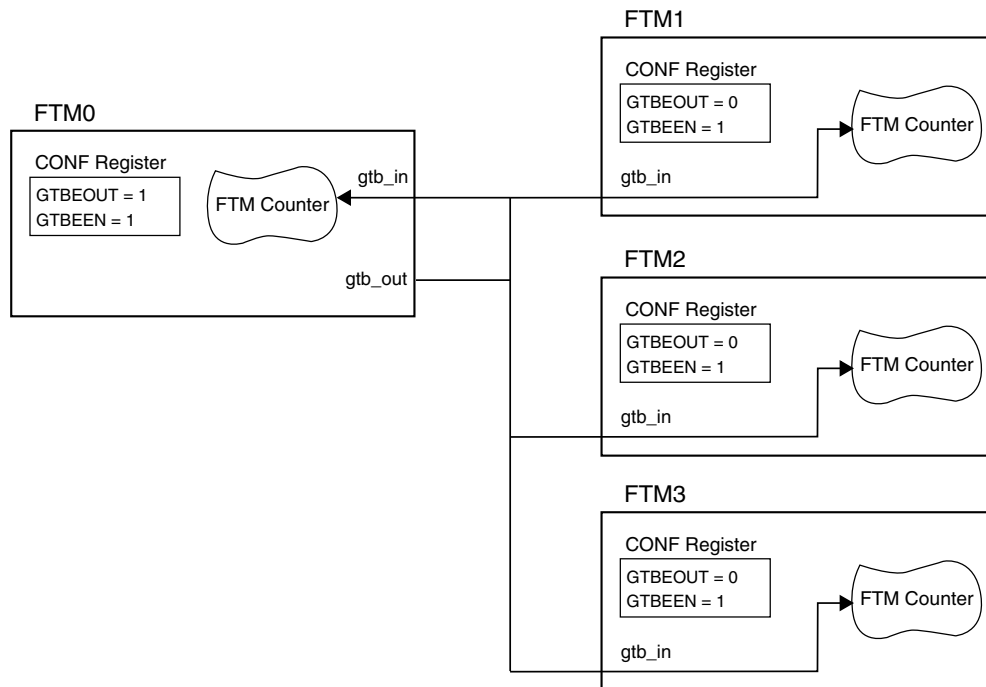 FTM0
CONF Register
GTBEOUT = 1
GTBEEN = 1
FTM Counter
gtb_in
gtb_out
FTM1
CONF Register
GTBEOUT = 0
GTBEEN = 1
FTM Counter
gtb_in
FTM2
CONF Register
GTBEOUT = 0
GTBEEN = 1
FTM Counter
gtb_in
FTM3
CONF Register
GTBEOUT = 0
GTBEEN = 1
FTM Counter
gtb_in